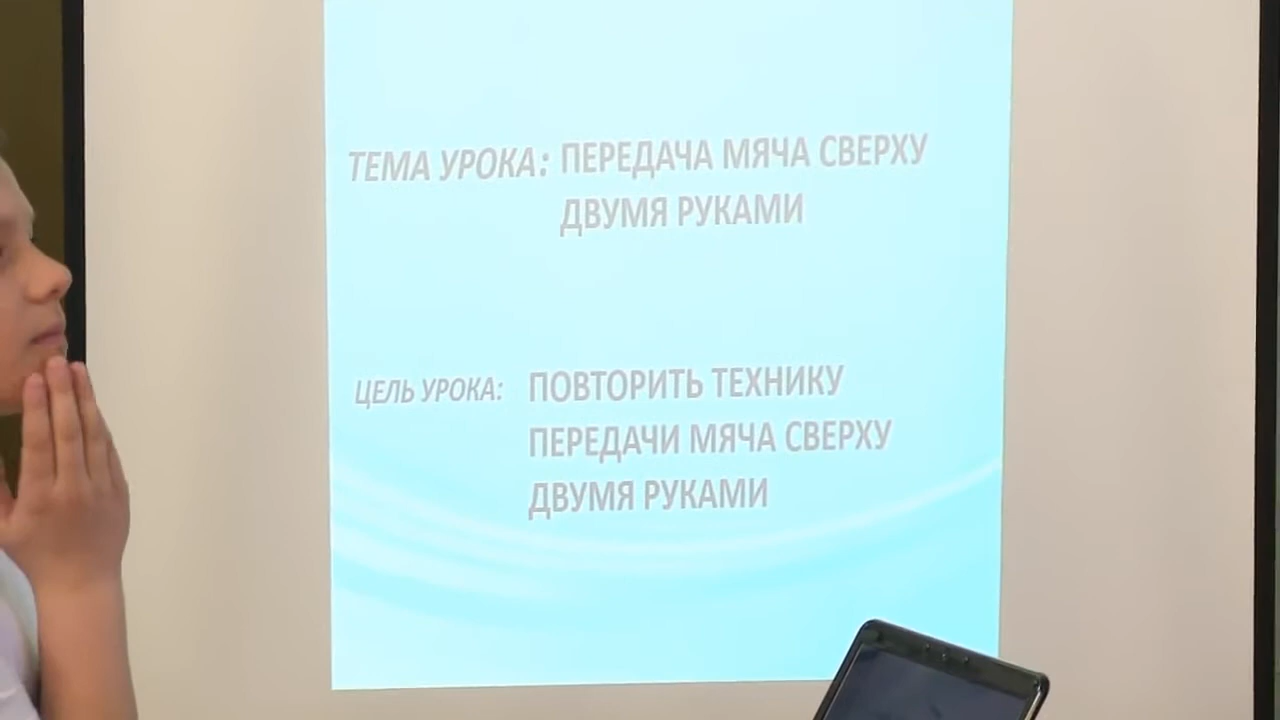 ТЕМА УРОКА: ПЕРЕДАЧА МЯЧА СВЕРХУ
ДВУМЯ РУКАМИ
ЦЕЛЬ УРОКА: ПОВТОРИТЬ ТЕХНИКУ
ПЕРЕДАЧИ МЯЧА СВЕРХУ
ДВУМЯ РУКАМИ